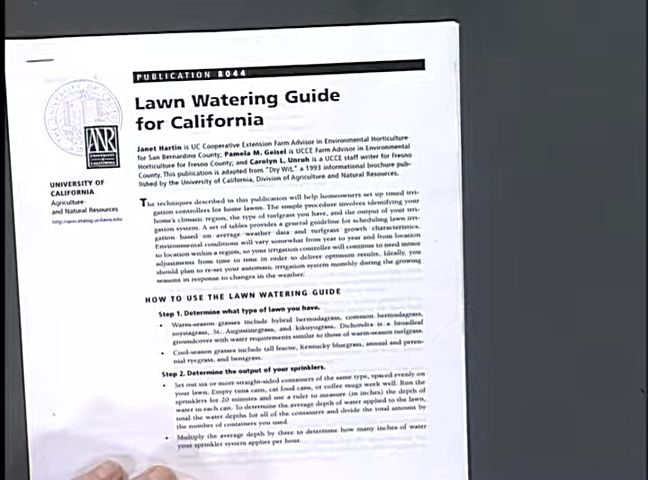 PUBLICATION 8044
Lawn Watering Guide
for California
Janet Hartin is UC Cooperative Extension Farm Advisor in Environmental Horticulture
for San Bernardino County; Pamela M. Geisel is UCCE Farm Advisor in Environmental
Horticulture for Fresno County; and Carolyn L. Unruh is a UCCE staff writer for Fresno
County. This publication is adapted from "Dry Wit," a 1993 informational brochure pub-
lished by the University of California, Division of Agriculture and Natural Resources.
ANR
UNIVERSITY OF
CALIFORNIA
Agriculture
and Natural Resources
http://anrcatalog.ucdavis.edu
The techniques described in this publication will help homeowners set up timed irri-
gation controllers for home lawns. The simple procedure involves identifying your
home's climatic region, the type of turfgrass you have, and the output of your irri-
gation system. A set of tables provides a general guideline for scheduling lawn irri-
gation based on average weather data and turfgrass growth characteristics.
Environmental conditions will vary somewhat from year to year and from location
to location within a region, so your irrigation controller will continue to need minor
adjustments from time to time in order to deliver optimum results. Ideally, you
should plan to re-set your automatic irrigation system monthly during the growing
seasons in response to changes in the weather.
HOW TO USE THE LAWN WATERING GUIDE
Step 1. Determine what type of lawn you have.
• Warm-season grasses include hybrid bermudagrass, common bermudagrass,
zoysiagrass, St. Augustinegrass, and kikuyugrass. Dichondra is a broadleaf
groundcover with water requirements similar to those of warm-season turfgrass.
• Cool-season grasses include tall fescue, Kentucky bluegrass, annual and peren-
nial ryegrass, and bentgrass.
Step 2. Determine the output of your sprinklers.
• Set out six or more straight-sided containers of the same type, spaced evenly on
your lawn. Empty tuna cans, cat food cans, or coffee mugs work well. Run the
sprinklers for 20 minutes and use a ruler to measure (in inches) the depth of
water in each can. To determine the average depth of water applied to the lawn,
total the water depths for all of the containers and divide the total amount by
the number of containers you used.
• Multiply the average depth by three to determine how many inches of water
your sprinkler system applies per hour.